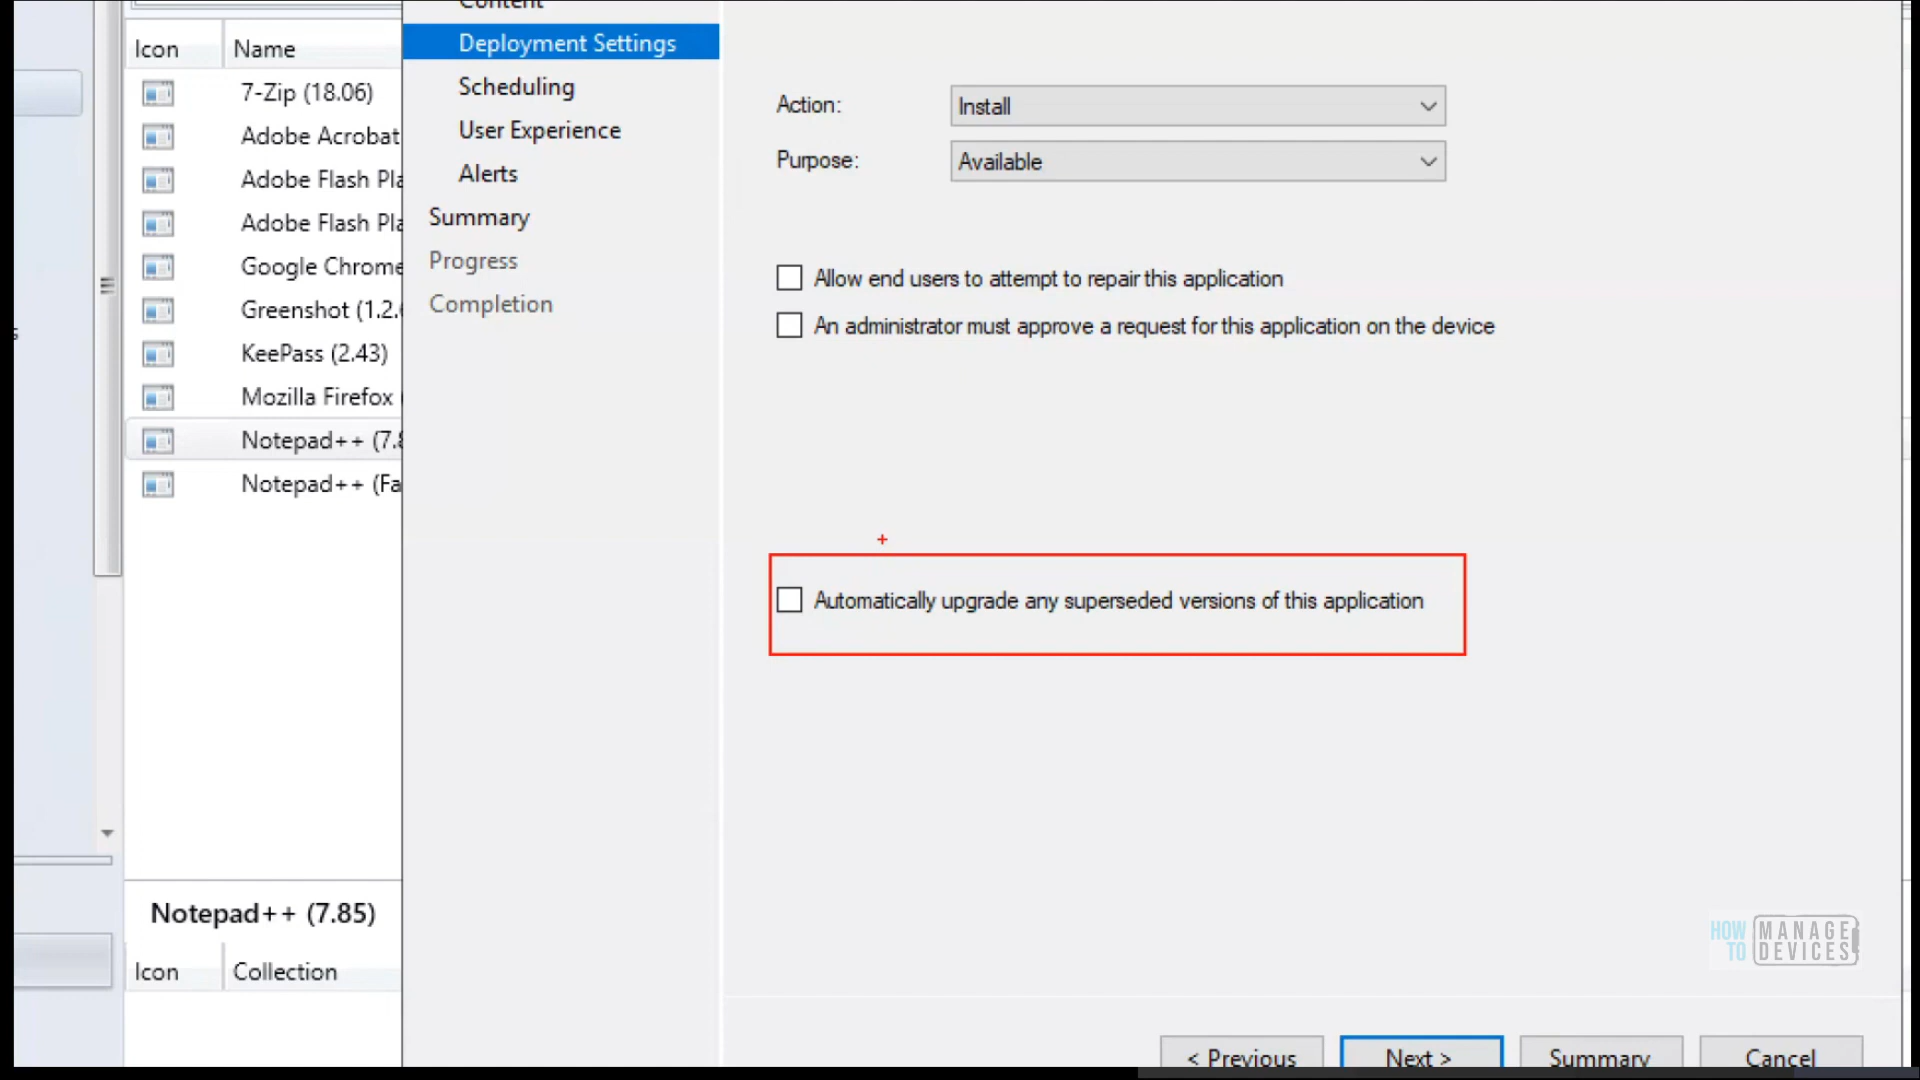 Icon Name
7-Zip (18.06)
Adobe Acrobat
Adobe Flash Pla
Adobe Flash Pla
Google Chrome
Greenshot (1.2.6
KeePass (2.43)
Mozilla Firefox (
Notepad++ (7.8
Notepad++ (Fa
Notepad++ (7.85)
Icon Collection
Content
Deployment Settings
Scheduling
User Experience
Alerts
Summary
Progress
Completion
Action: Install
Purpose: Available
Allow end users to attempt to repair this application
An administrator must approve a request for this application on the device
Automatically upgrade any superseded versions of this application
HOW TO MANAGE DEVICES
< Previous Next > Summary Cancel